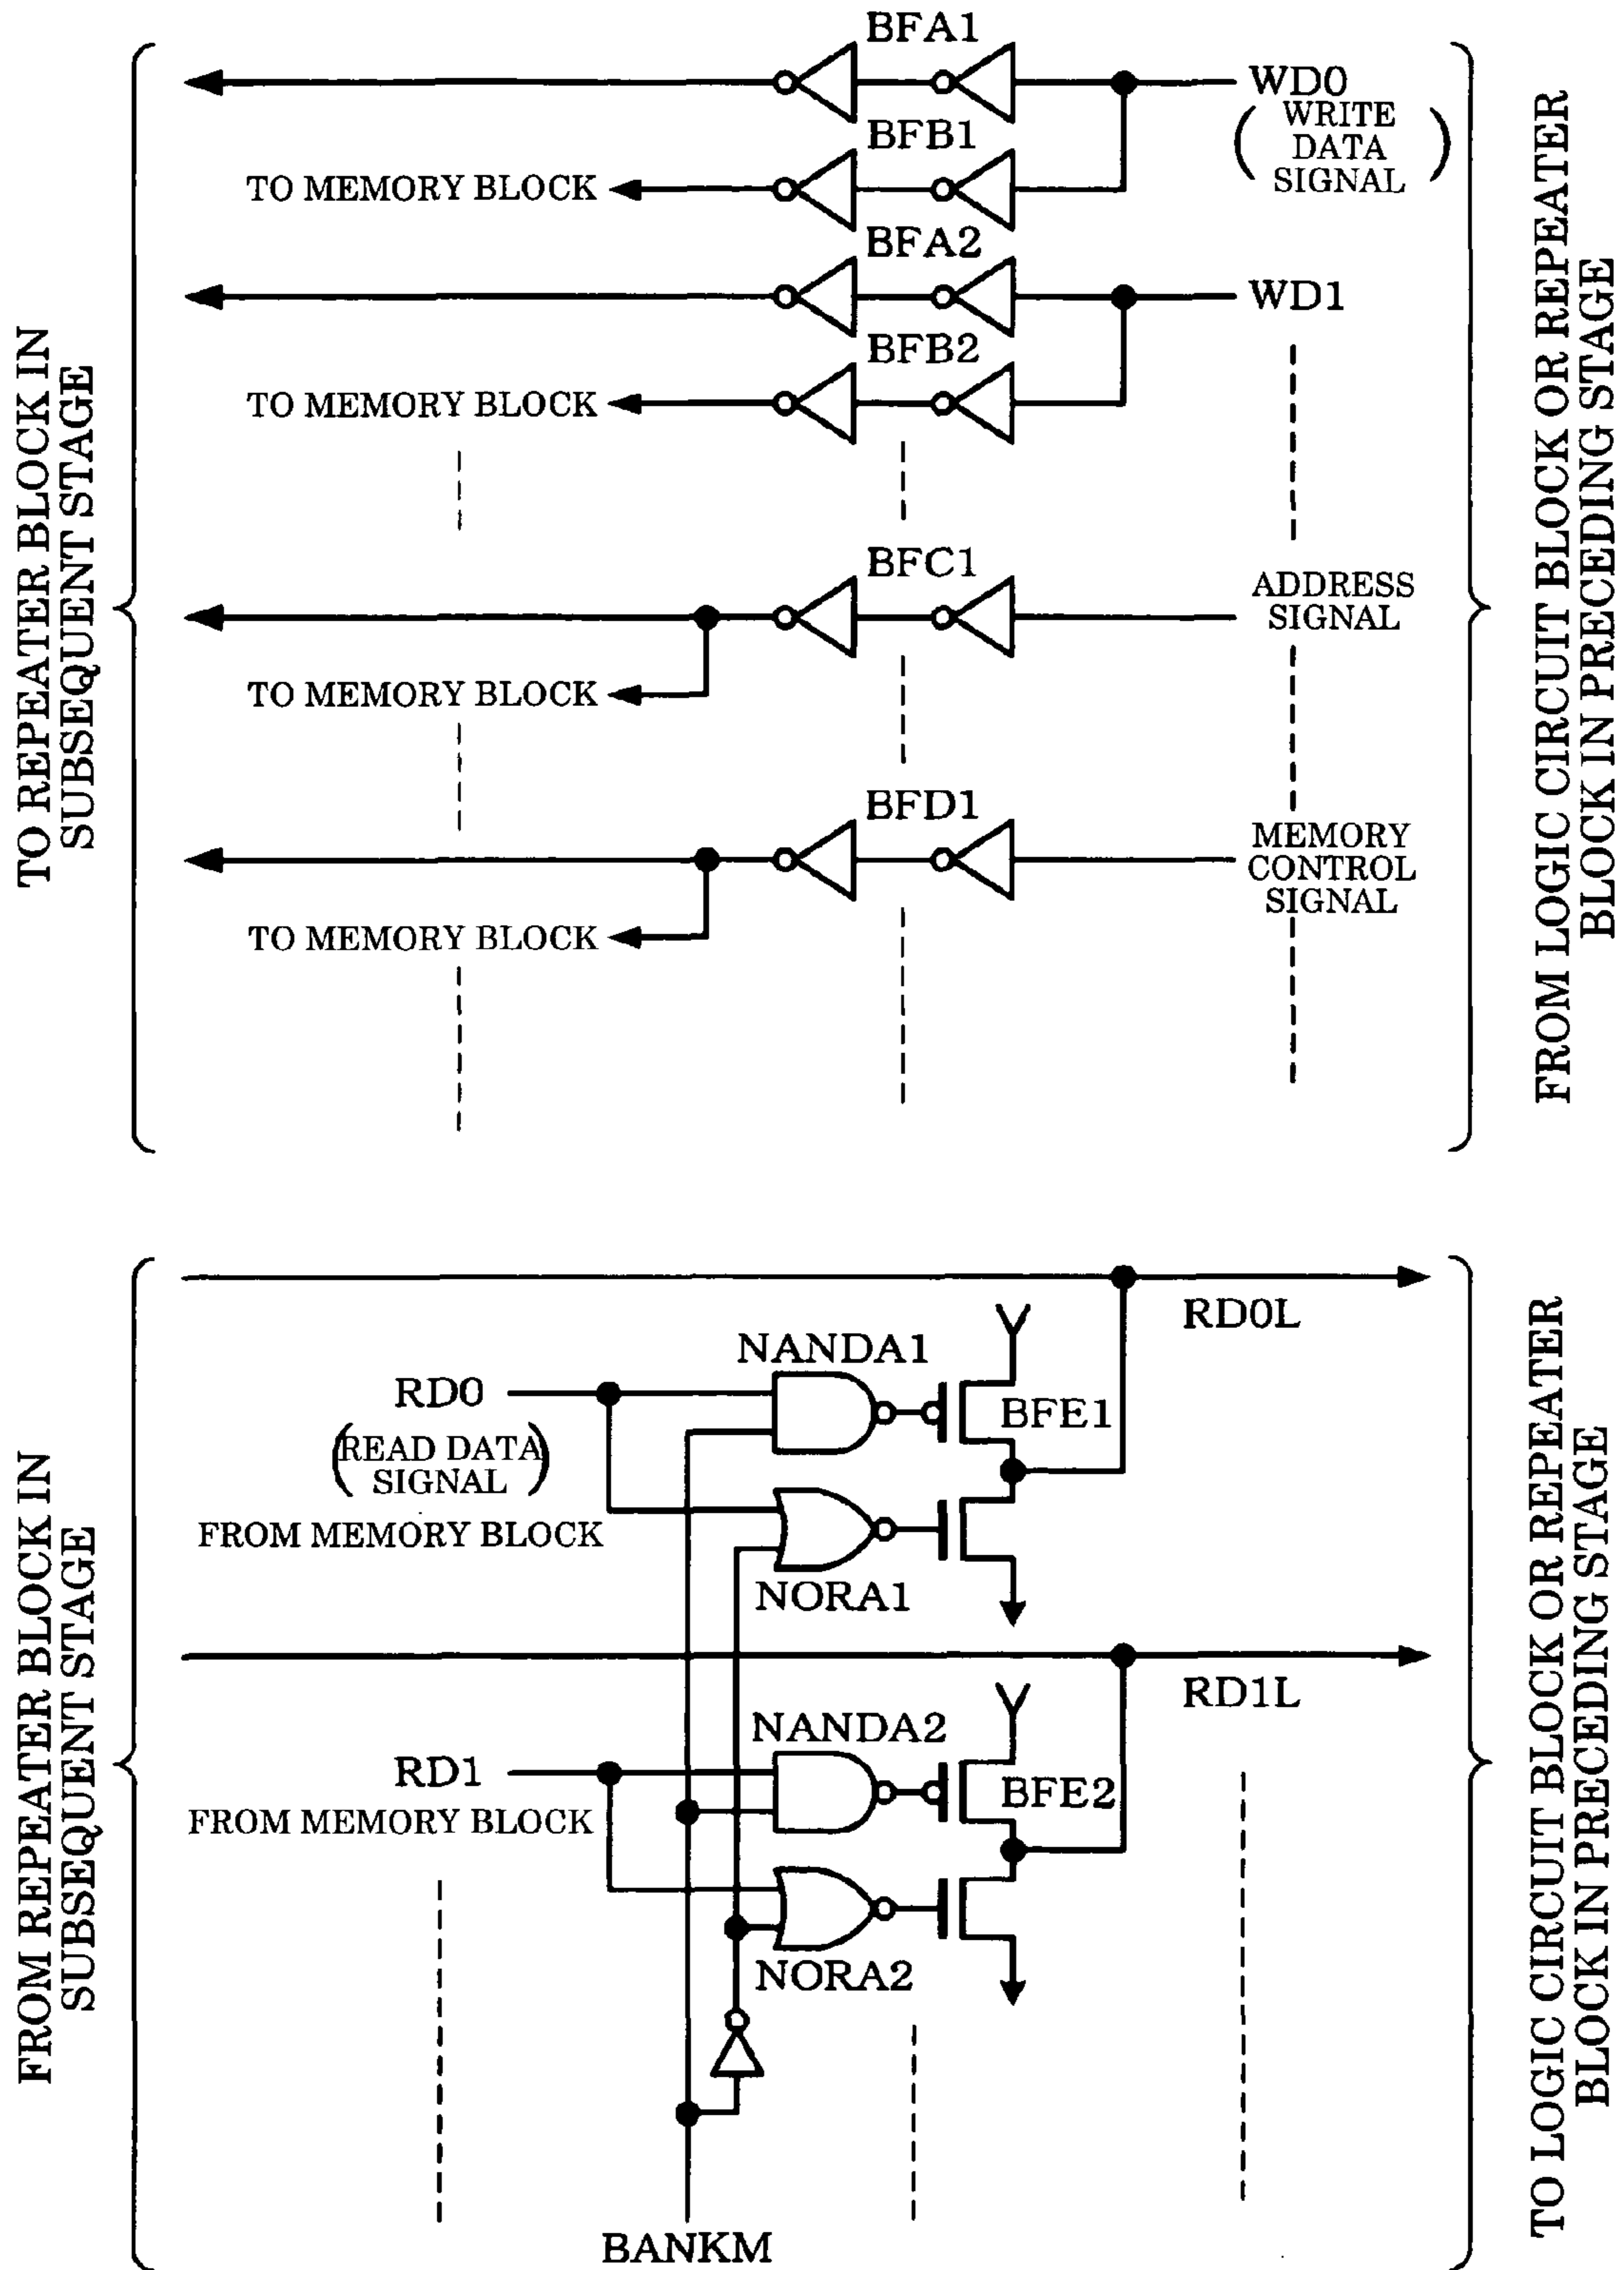 TO REPEATER BLOCK IN
SUBSEQUENT STAGE
BFA1
WD0
(WRITE
DATA
SIGNAL)
BFB1
TO MEMORY BLOCK
BFA2
WD1
BFB2
TO MEMORY BLOCK
BFC1
ADDRESS
SIGNAL
TO MEMORY BLOCK
BFD1
MEMORY
CONTROL
SIGNAL
TO MEMORY BLOCK
FROM LOGIC CIRCUIT BLOCK OR REPEATER
BLOCK IN PRECEDING STAGE
FROM REPEATER BLOCK IN
SUBSEQUENT STAGE
RD0L
NANDA1
RD0
BFE1
(READ DATA
SIGNAL)
FROM MEMORY BLOCK
NORA1
RD1L
NANDA2
RD1
BFE2
FROM MEMORY BLOCK
NORA2
BANKM
TO LOGIC CIRCUIT BLOCK OR REPEATER
BLOCK IN PRECEDING STAGE